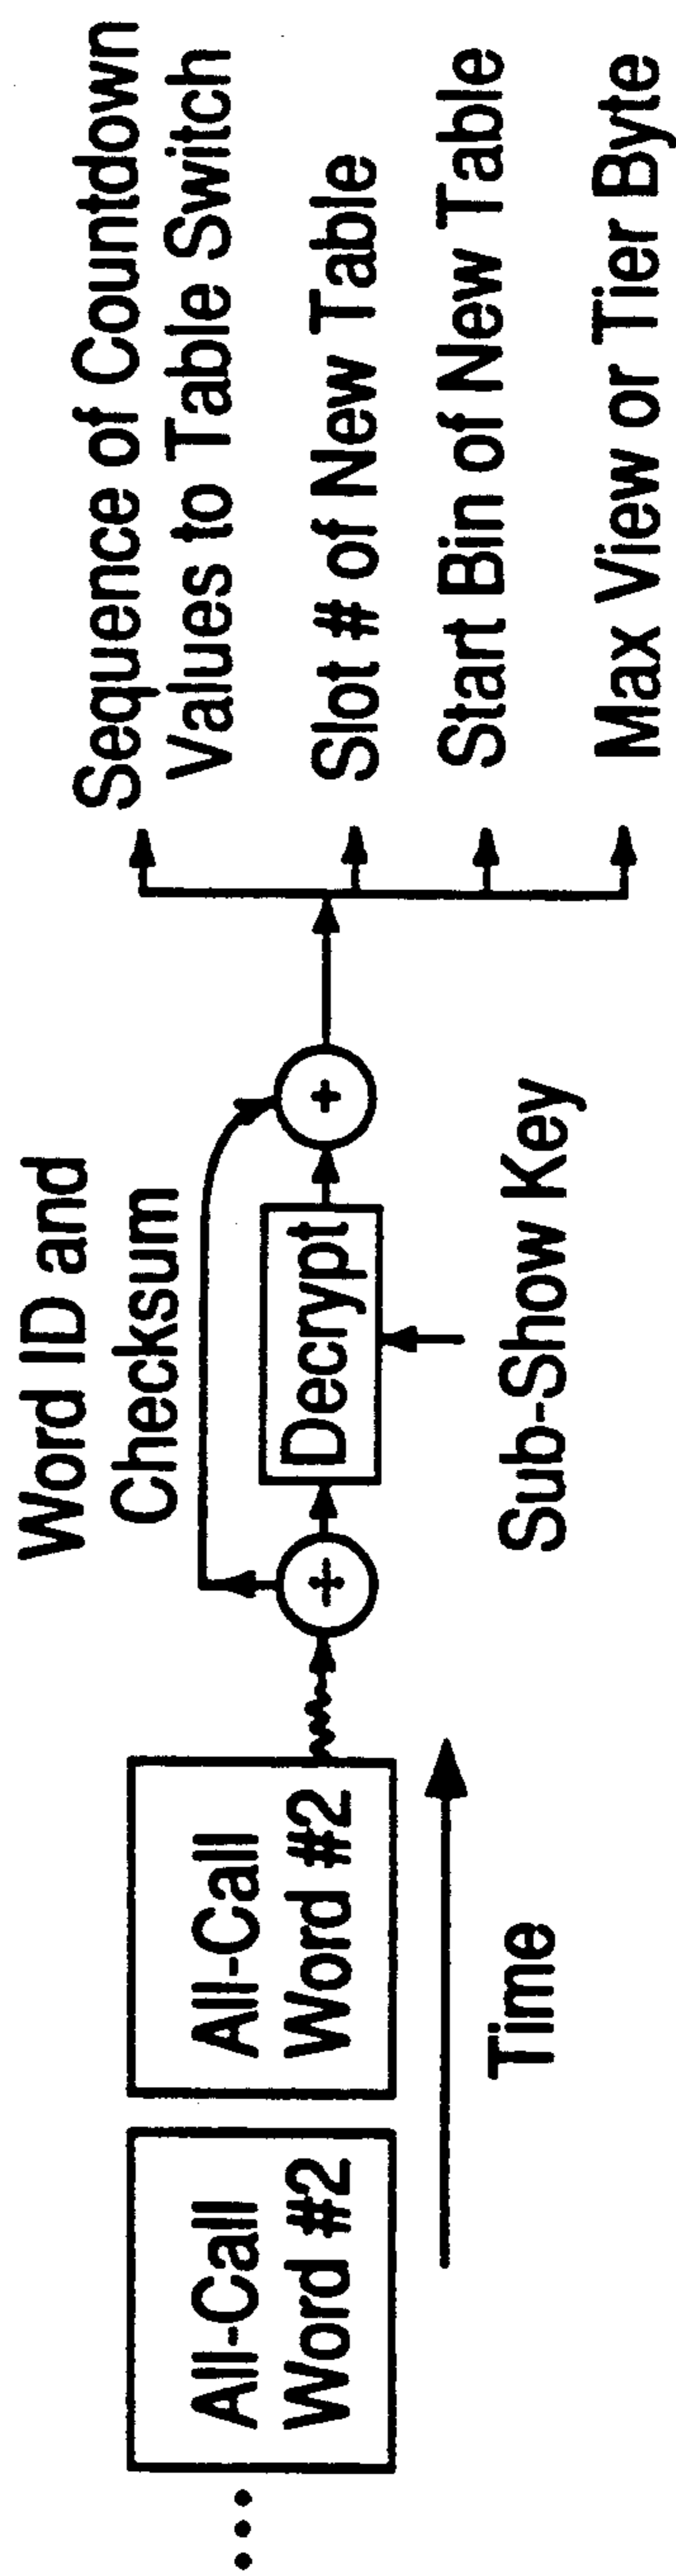 ...
All-Call
Word #2
All-Call
Word #2
Time
÷
Word ID and
Checksum
Decrypt
Sub-Show Key
+
Sequence of Countdown
Values to Table Switch
Slot # of New Table
Start Bin of New Table
Max View or Tier Byte